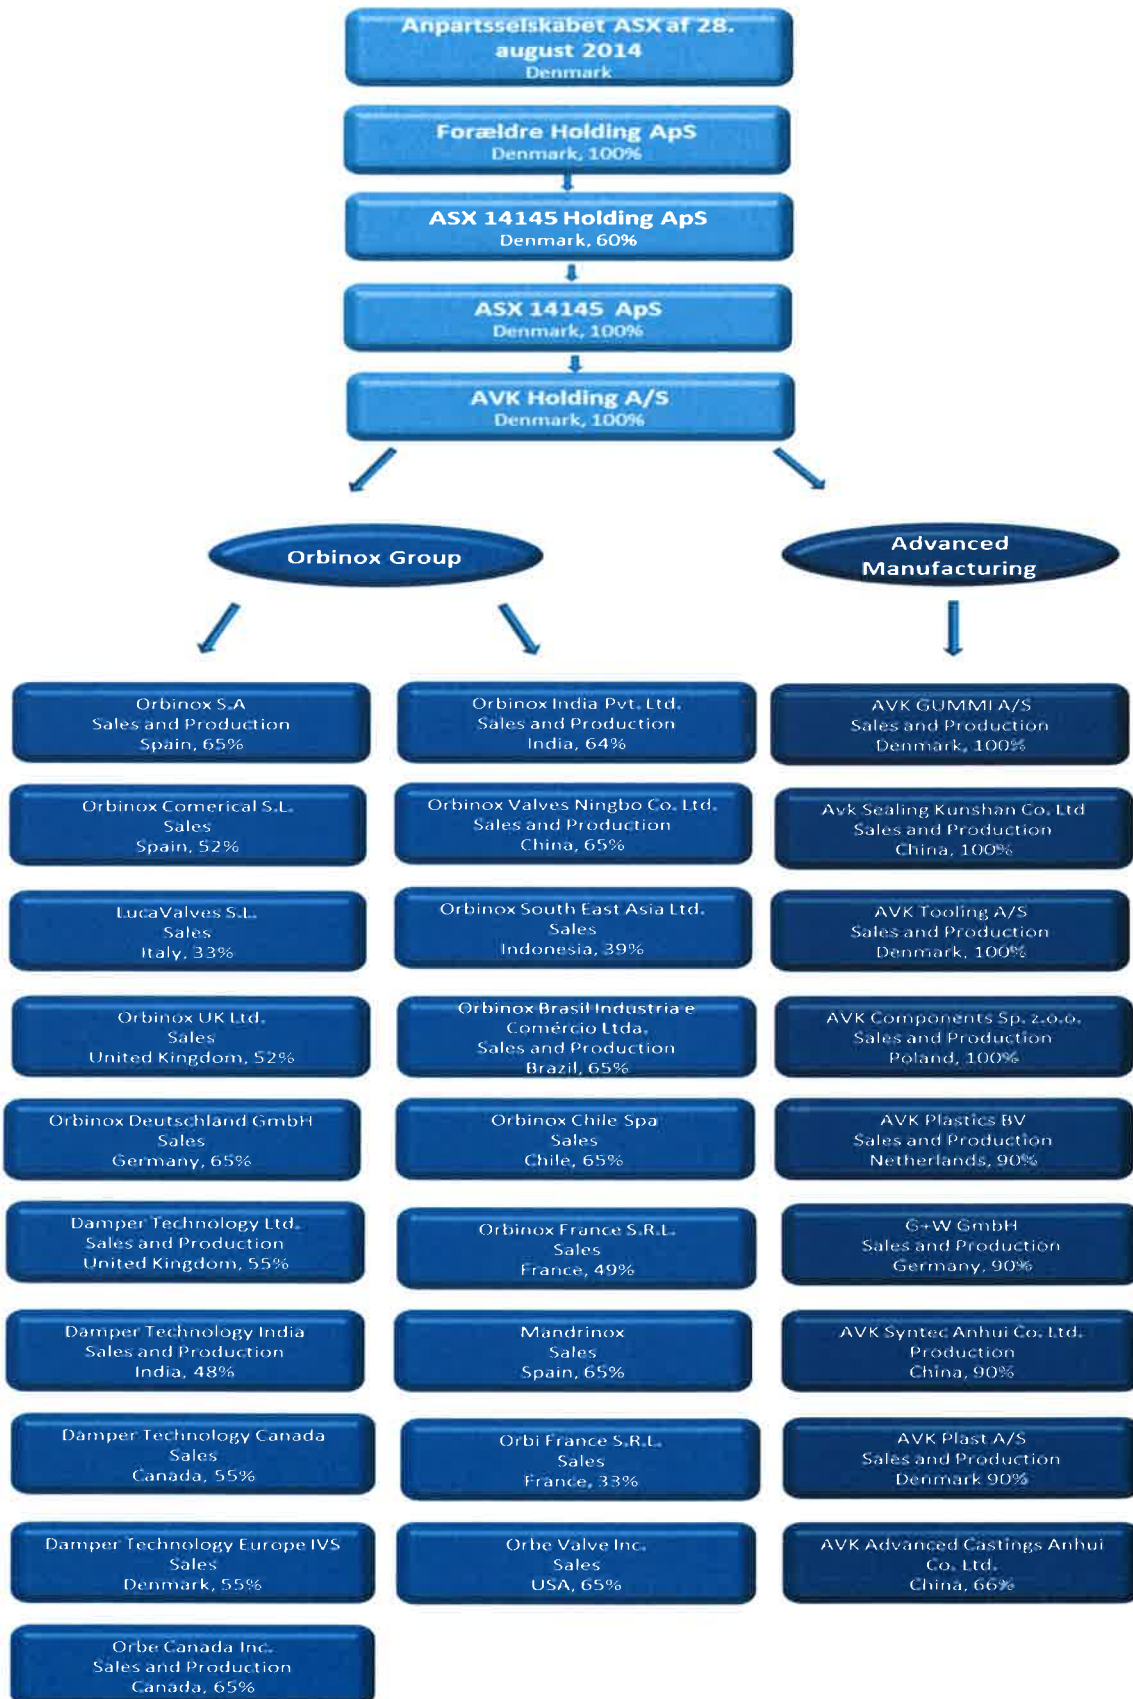 Anpartsselskabet ASX af 28.
august 2014
Denmark
Forældre Holding ApS
Denmark, 100%
ASX 14145 Holding ApS
Denmark, 60%
ASX 14145 ApS
Denmark, 100%
AVK Holding A/S
Denmark, 100%
Orbinox Group
Advanced
Manufacturing
Orbinox S.A
Sales and Production
Spain, 65%
Orbinox Comerical S.L.
Sales
Spain, 52%
LucaValves S.L.
Sales
Italy, 33%
Orbinox UK Ltd.
Sales
United Kingdom, 52%
Orbinox Deutschland GmbH
Sales
Germany, 65%
Damper Technology Ltd.
Sales and Production
United Kingdom, 55%
Damper Technology India
Sales and Production
India, 48%
Damper Technology Canada
Sales
Canada, 55%
Damper Technology Europe IVS
Sales
Denmark, 55%
Orbe Canada Inc.
Sales and Production
Canada, 65%
Orbinox India Pvt. Ltd.
Sales and Production
India, 64%
Orbinox Valves Ningbo Co. Ltd.
Sales and Production
China, 65%
Orbinox South East Asia Ltd.
Sales
Indonesia, 39%
Orbinox Brasil Industria e
Comércio Ltda.
Sales and Production
Brazil, 65%
Orbinox Chile Spa
Sales
Chile, 65%
Orbinox France S.R.L.
Sales
France, 49%
Mandrinox
Sales
Spain, 65%
Orbi France S.R.L.
Sales
France, 33%
Orbe Valve Inc.
Sales
USA, 65%
AVK GUMMI A/S
Sales and Production
Denmark, 100%
Avk Sealing Kunshan Co. Ltd
Sales and Production
China, 100%
AVK Tooling A/S
Sales and Production
Denmark, 100%
AVK Components Sp. z.o.o.
Sales and Production
Poland, 100%
AVK Plastics BV
Sales and Production
Netherlands, 90%
G+W GmbH
Sales and Production
Germany, 90%
AVK Syntec Anhui Co. Ltd.
Production
China, 90%
AVK Plast A/S
Sales and Production
Denmark 90%
AVK Advanced Castings Anhui
Co. Ltd.
China, 66%